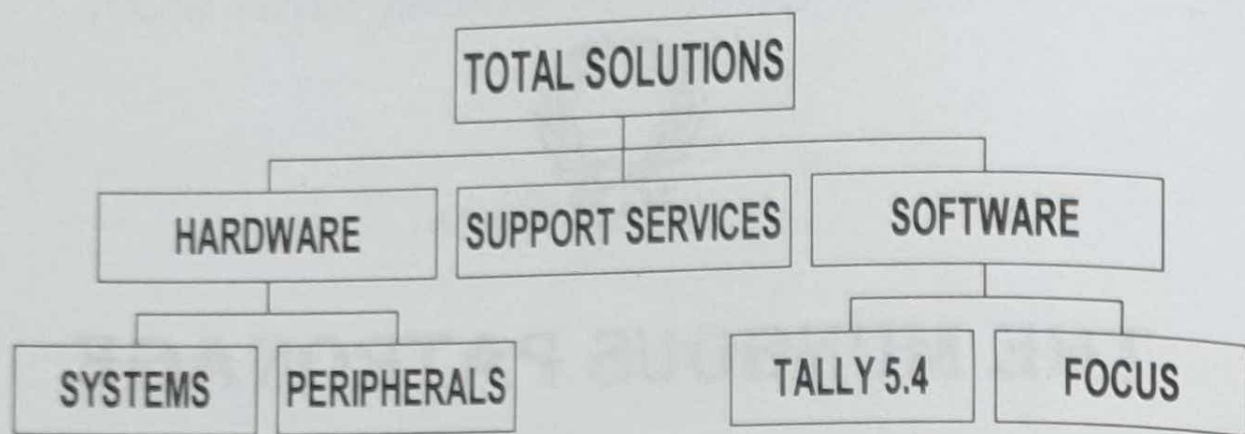 TOTAL SOLUTIONS
HARDWARE
SUPPORT SERVICES
SOFTWARE
SYSTEMS
PERIPHERALS
TALLY 5.4
FOCUS